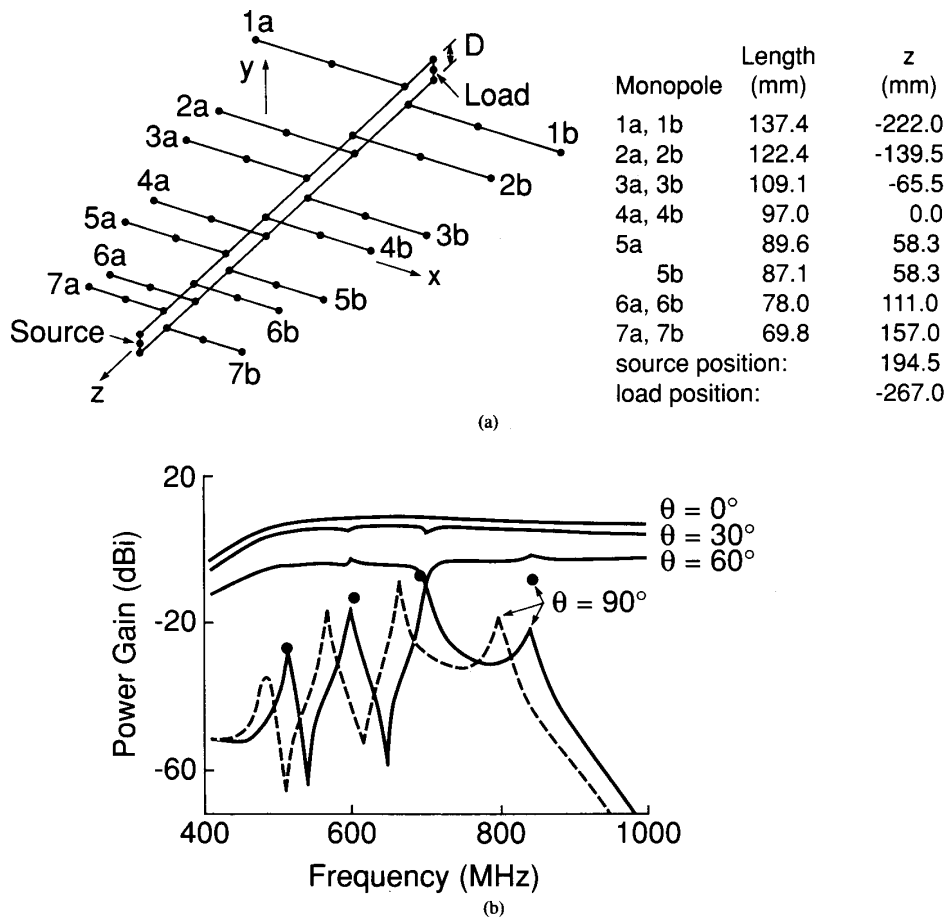 1a
D
y
Load
2a
1b
3a
2b
4a
3b
5a
4b
x
6a
5b
7a
6b
Source
7b
z
Length z
Monopole (mm) (mm)
1a, 1b 137.4 -222.0
2a, 2b 122.4 -139.5
3a, 3b 109.1 -65.5
4a, 4b 97.0 0.0
5a 89.6 58.3
5b 87.1 58.3
6a, 6b 78.0 111.0
7a, 7b 69.8 157.0
source position: 194.5
load position: -267.0
(a)
20
-20
-60
Power Gain (dBi)
θ = 0°
θ = 30°
θ = 60°
θ = 90°
400 600 800 1000
Frequency (MHz)
(b)